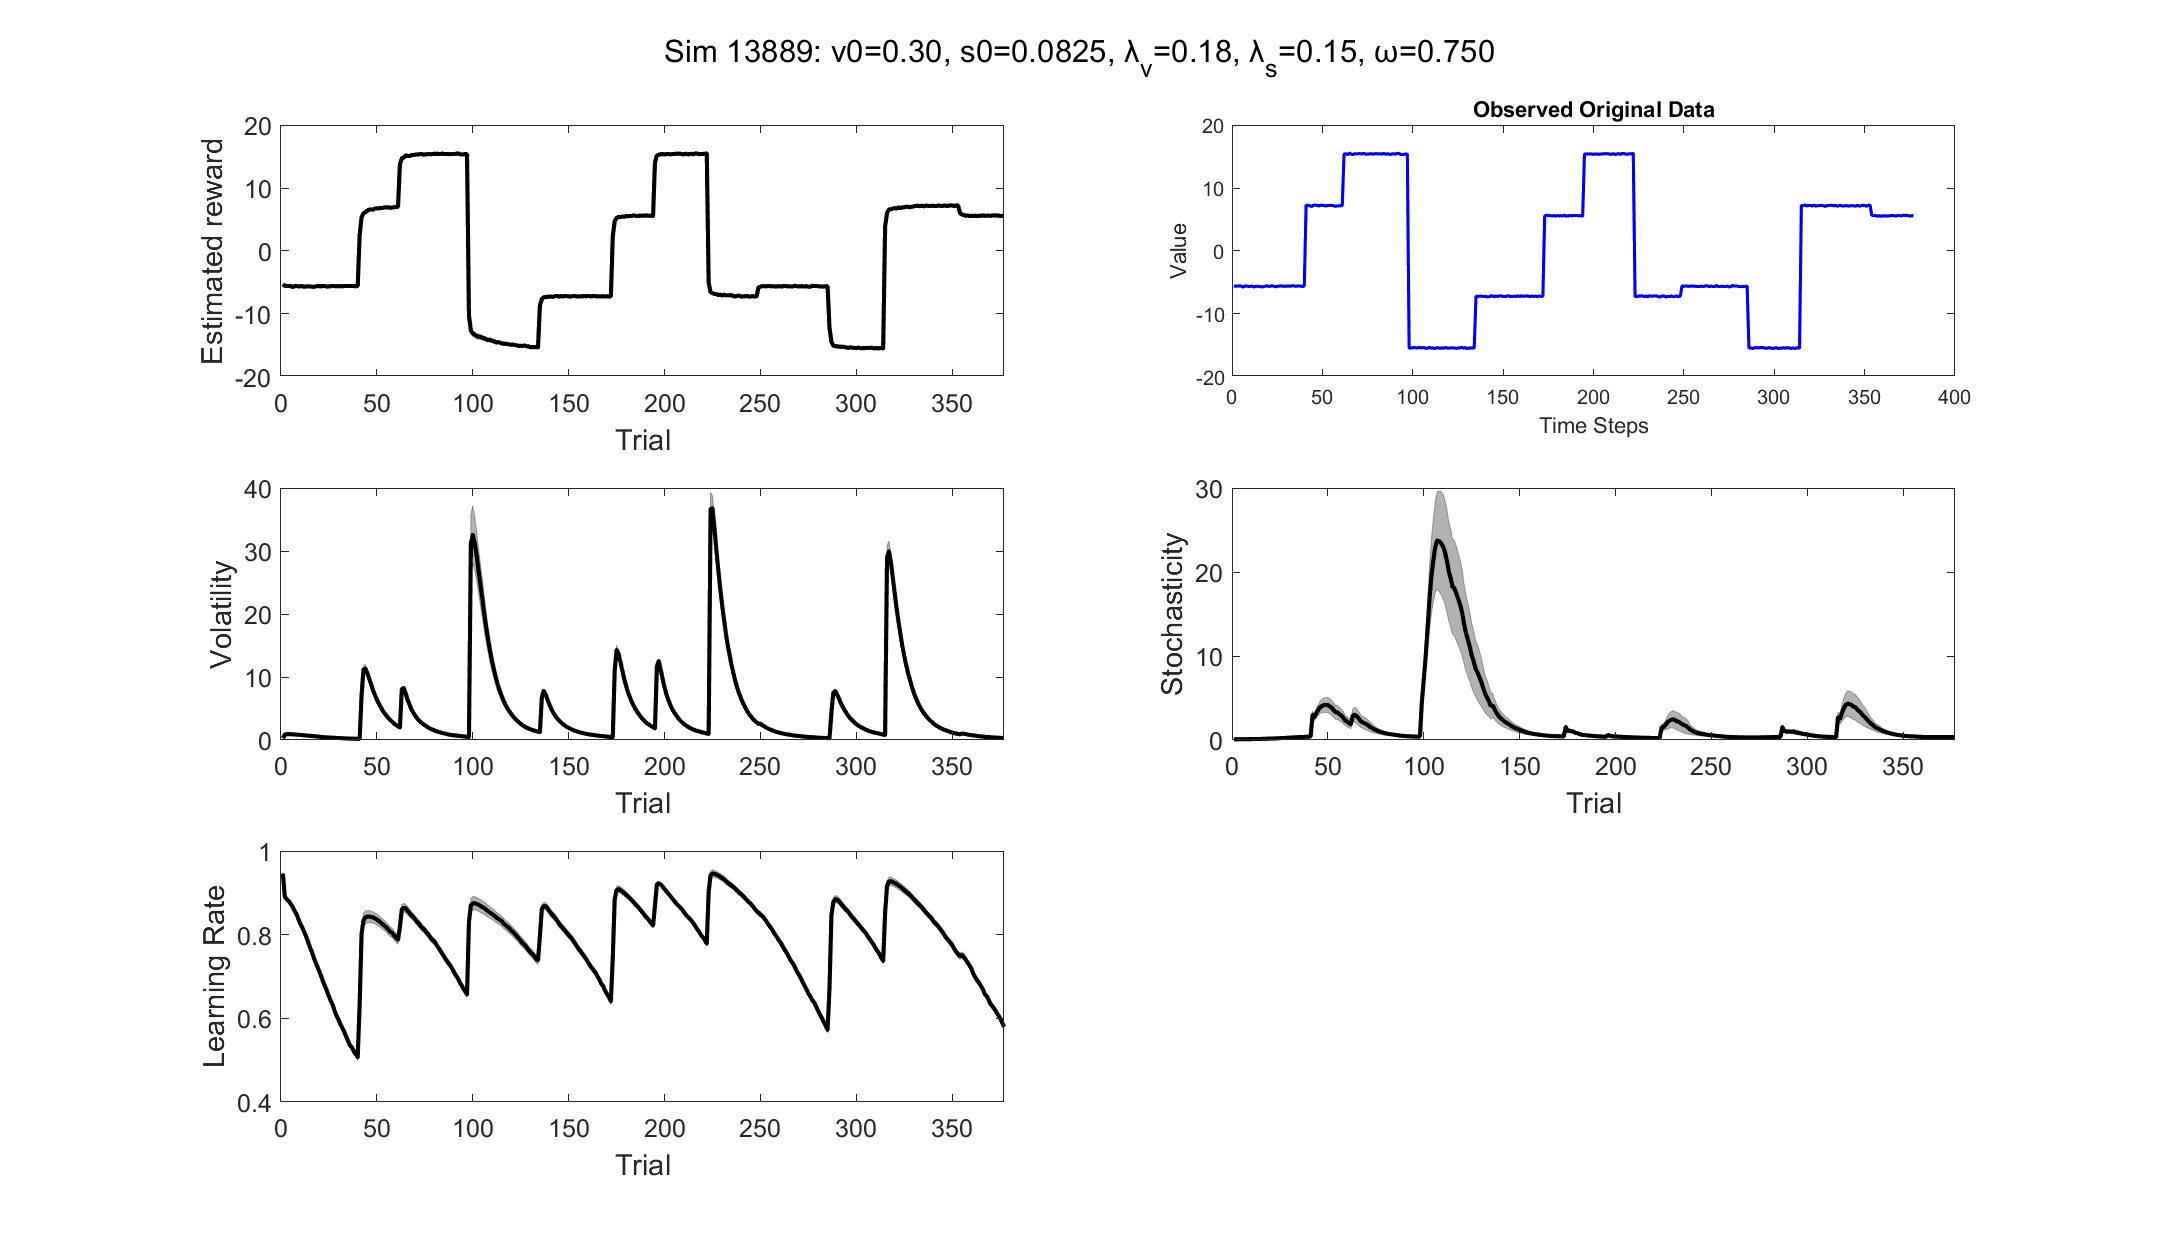 Sim 13889: v0=0.30, s0=0.0825, λ_v=0.18, λ_s=0.15, ω=0.750
Estimated reward
20
10
0
-10
-20
0 50 100 150 200 250 300 350
Trial
Observed Original Data
Value
20
10
0
-10
-20
0 50 100 150 200 250 300 350 400
Time Steps
Volatility
40
30
20
10
0
0 50 100 150 200 250 300 350
Trial
Stochasticity
30
20
10
0
0 50 100 150 200 250 300 350
Trial
Learning Rate
1
0.8
0.6
0.4
0 50 100 150 200 250 300 350
Trial